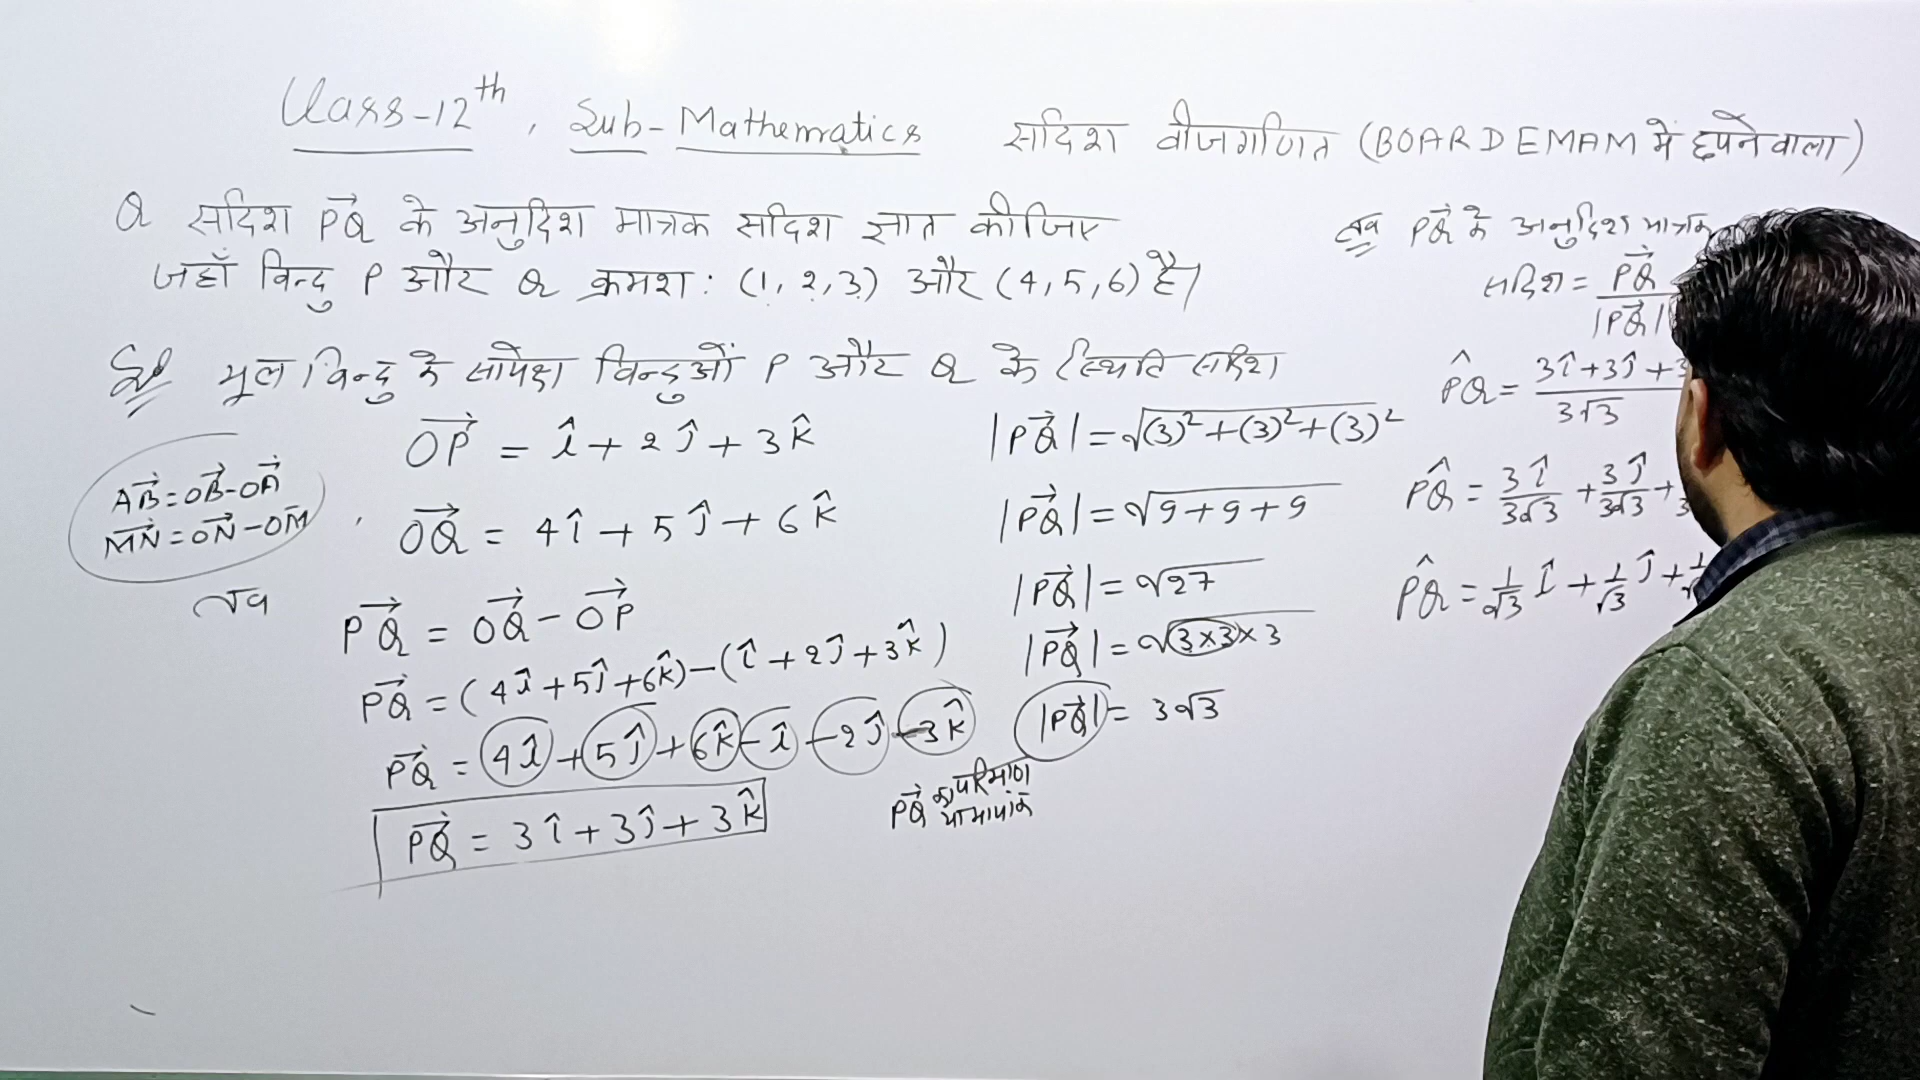 Class-12th, Sub-Mathematics सदिश बीजगणित (BOARD EMAM में छपने वाला)
Q सदिश PQ⃗ के अनुदिश मात्रक सदिश ज्ञात कीजिए
जहाँ बिन्दु P और Q क्रमश: (1, 2, 3) और (4, 5, 6) है।
Sol मूल बिन्दु के सापेक्ष बिन्दुओं P और Q के स्थिति सदिश
OP⃗ = î + 2ĵ + 3k̂
AB⃗ = OB⃗ - OA⃗
MN⃗ = ON⃗ - OM⃗
, OQ⃗ = 4î + 5ĵ + 6k̂
तब
PQ⃗ = OQ⃗ - OP⃗
PQ⃗ = (4î + 5ĵ + 6k̂) - (î + 2ĵ + 3k̂)
PQ⃗ = 4î + 5ĵ + 6k̂ - î - 2ĵ - 3k̂
PQ⃗ = 3î + 3ĵ + 3k̂
|PQ⃗| = √(3)² + (3)² + (3)²
|PQ⃗| = √9 + 9 + 9
|PQ⃗| = √27
|PQ⃗| = √3×3×3
|PQ⃗| = 3√3
PQ⃗ का परिमाण
या मापांक
तब PQ⃗ के अनुदिश मात्रक
सदिश = PQ⃗ / |PQ⃗|
P̂Q = 3î + 3ĵ + 3 / 3√3
P̂Q = 3î/3√3 + 3ĵ/3√3 + 3
P̂Q = 1/√3 î + 1/√3 ĵ + 1/√